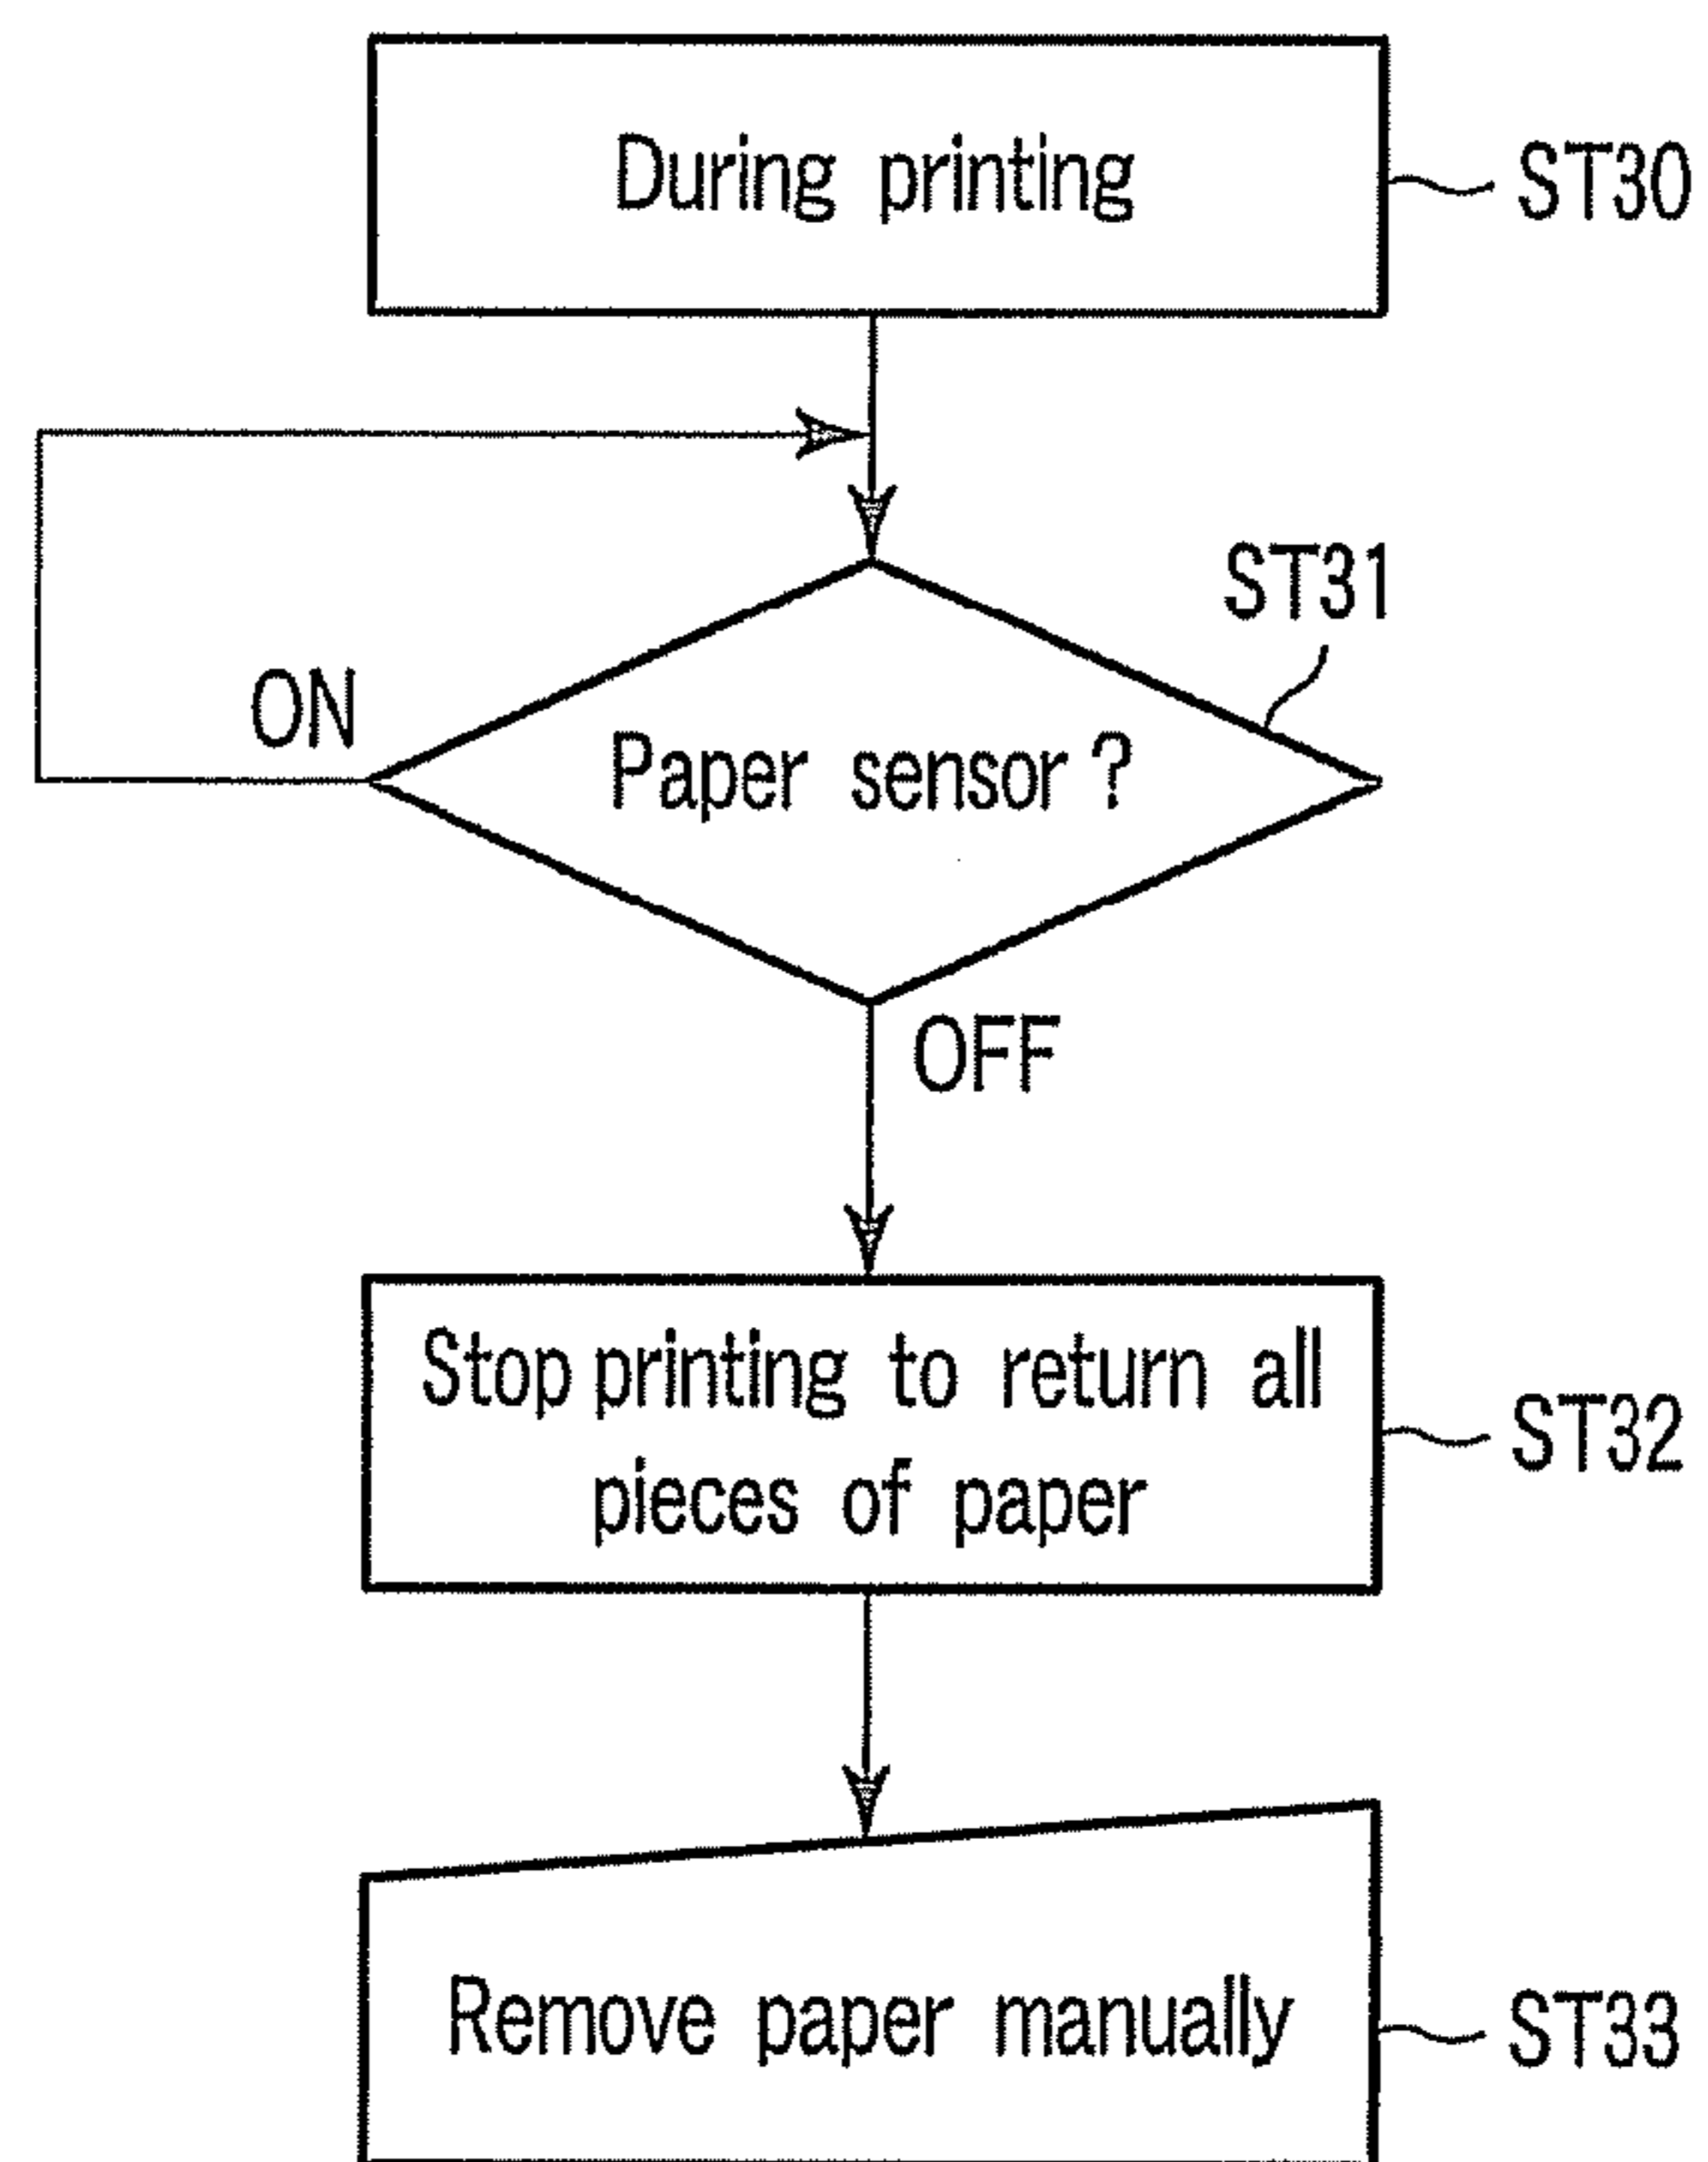 During printing
ST30
ST31
ON
Paper sensor ?
OFF
Stop printing to return all
pieces of paper
ST32
Remove paper manually
ST33